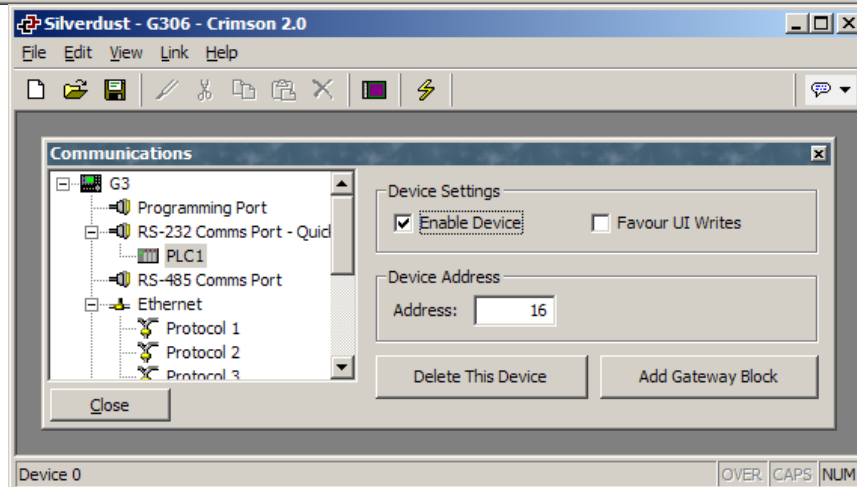 Silverdust - G306 - Crimson 2.0
File Edit View Link Help
Communications
G3
Programming Port
RS-232 Comms Port - Quic
PLC1
RS-485 Comms Port
Ethernet
Protocol 1
Protocol 2
Protocol 3
Close
Device Settings
Enable Device Favour UI Writes
Device Address
Address: 16
Delete This Device Add Gateway Block
Device 0 OVER CAPS NUM